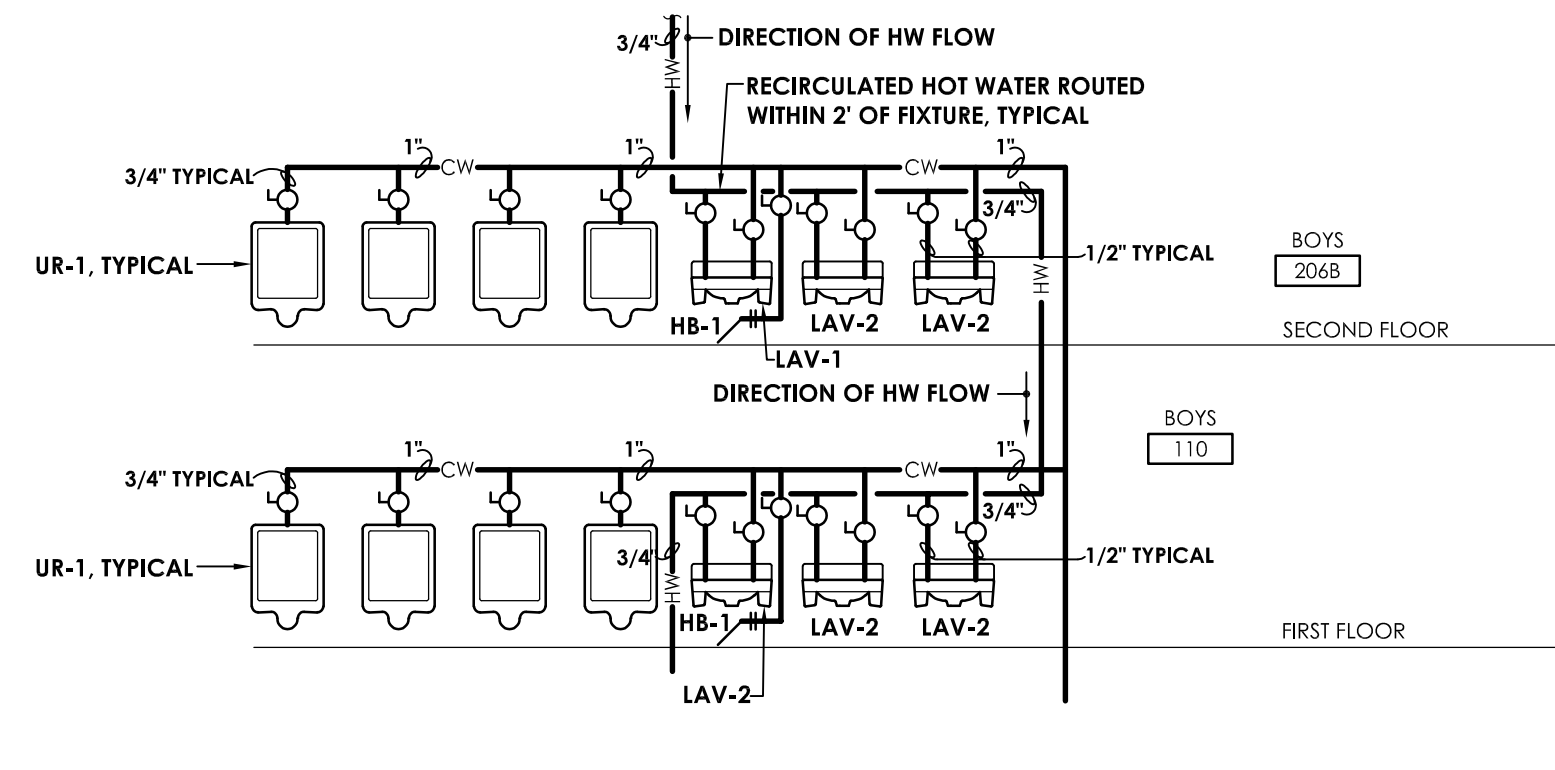 3/4"
DIRECTION OF HW FLOW
HW
RECIRCULATED HOT WATER ROUTED
WITHIN 2' OF FIXTURE, TYPICAL
1"
CW
1"
CW
1"
3/4" TYPICAL
3/4"
UR-1, TYPICAL
1/2" TYPICAL
HW
BOYS
206B
HB-1
LAV-2
LAV-2
SECOND FLOOR
LAV-1
DIRECTION OF HW FLOW
BOYS
110
1"
CW
1"
CW
1"
3/4" TYPICAL
3/4"
UR-1, TYPICAL
3/4"
1/2" TYPICAL
HW
HB-1
LAV-2
LAV-2
FIRST FLOOR
LAV-2